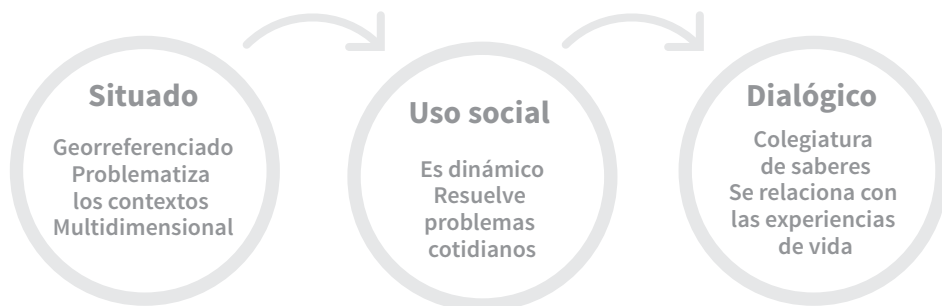 Situado
Georreferenciado
Problematiza
los contextos
Multidimensional
Uso social
Es dinámico
Resuelve
problemas
cotidianos
Dialógico
Colegiatura
de saberes
Se relaciona con
las experiencias
de vida